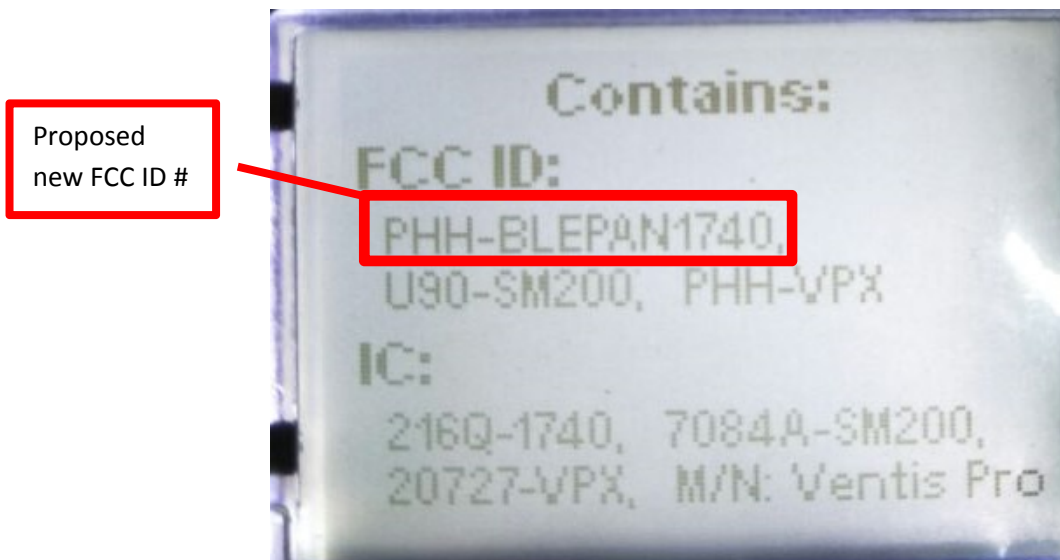 Proposed
new FCC ID #
Contains:
FCC ID:
PHH-BLEPAN1740,
U90-SM200, PHH-VPX
IC:
216Q-1740, 7084A-SM200,
20727-VPX, M/N: Ventis Pro